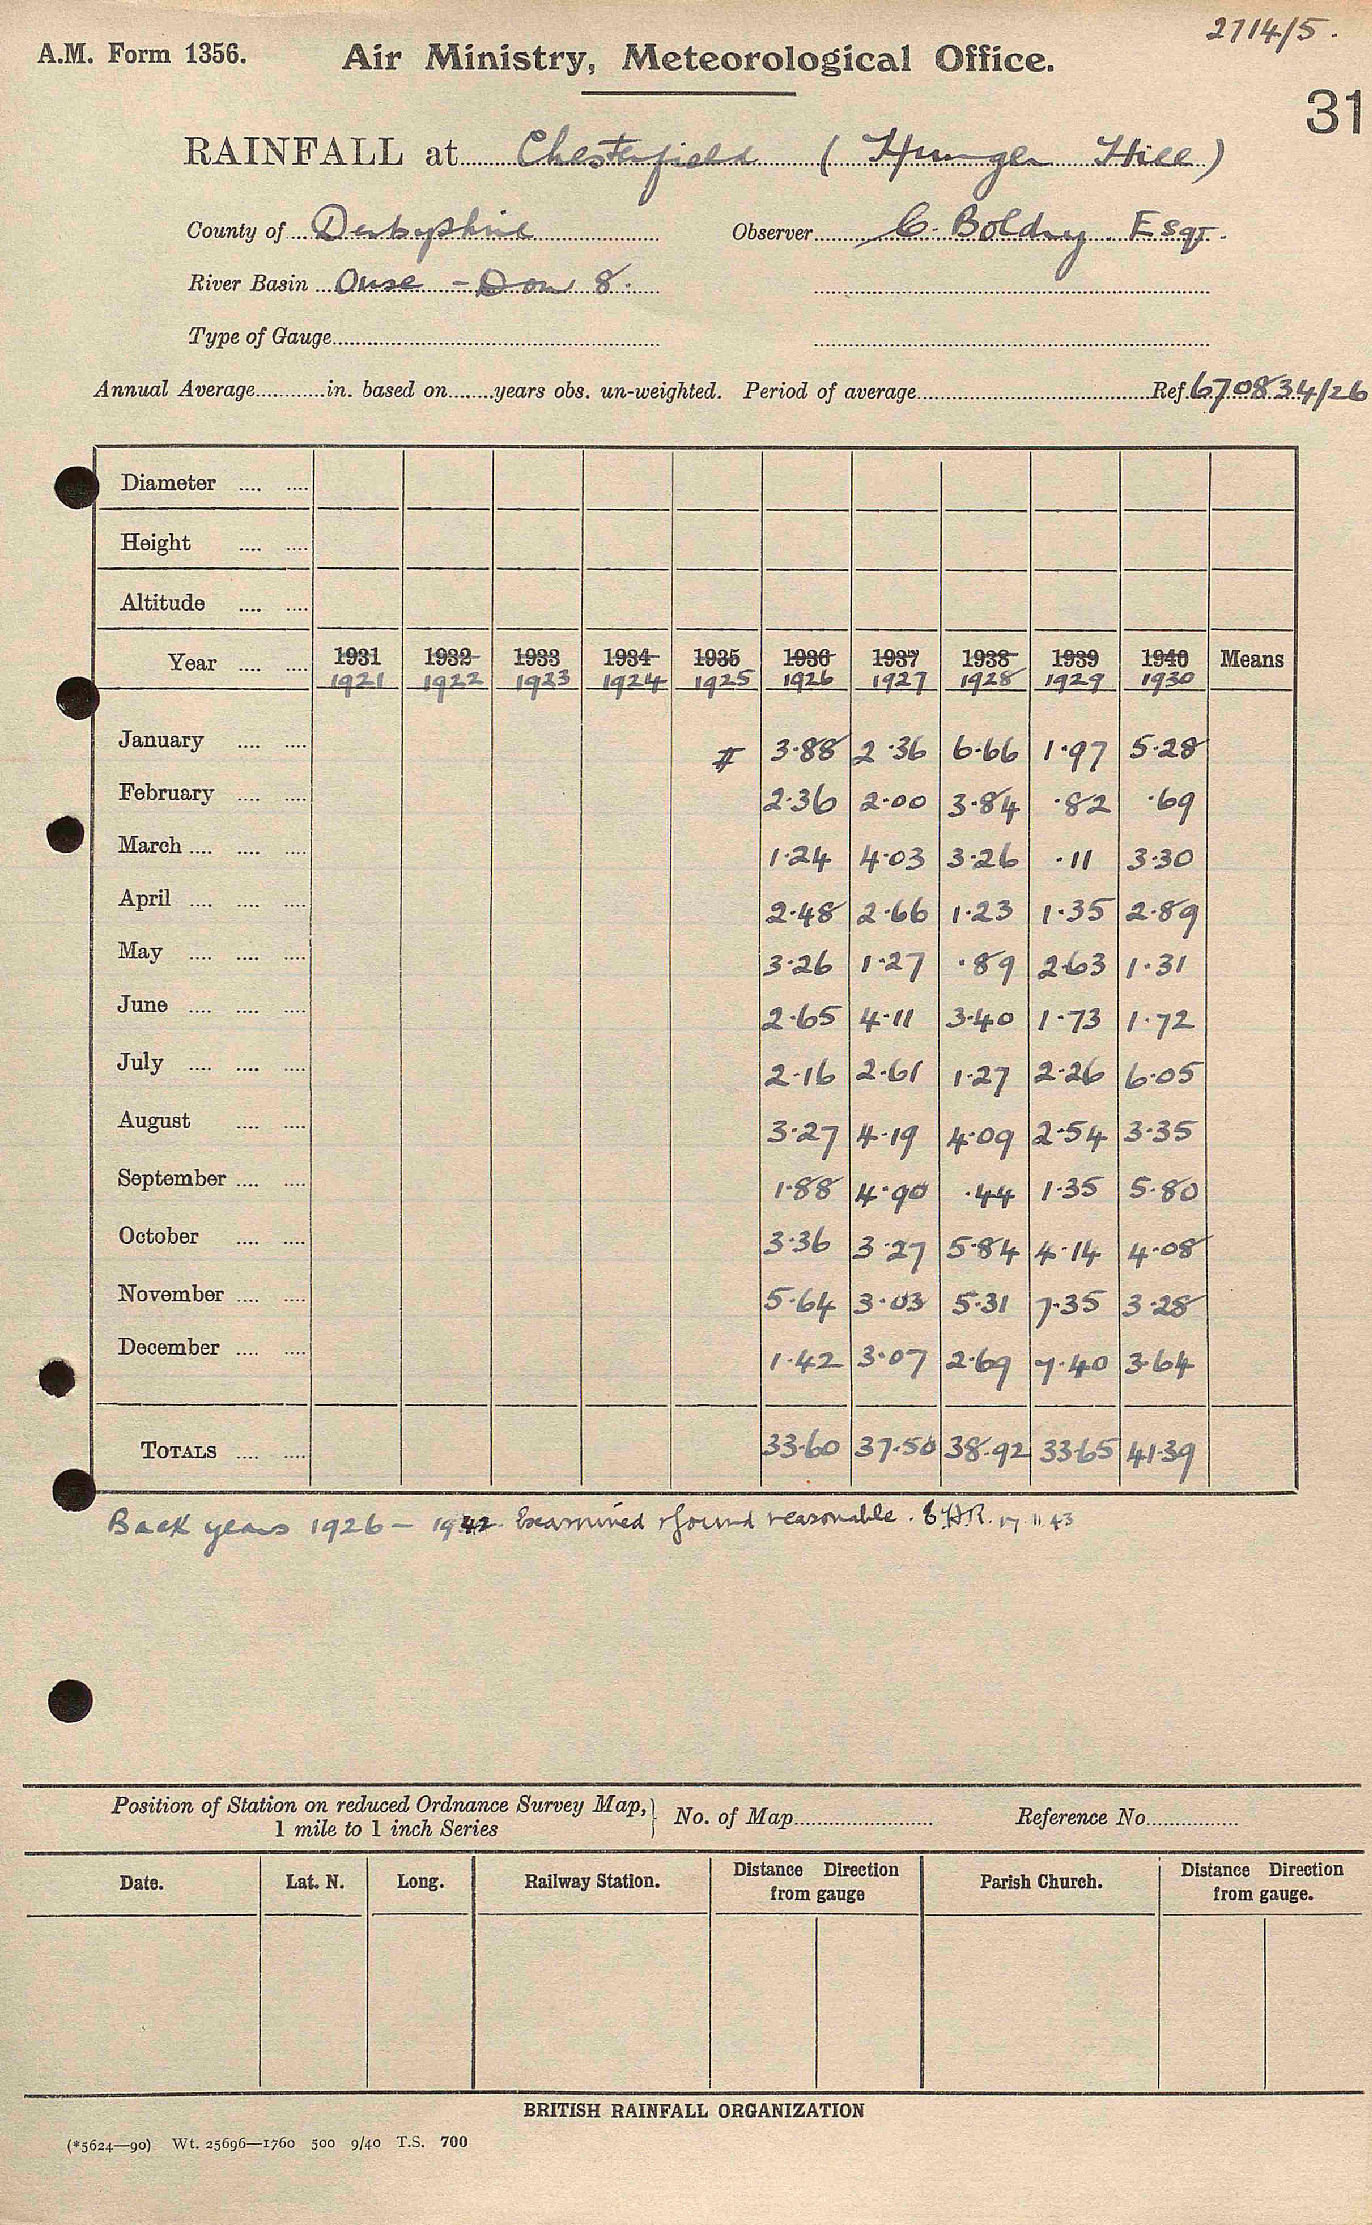 2714/5.
A.M. Form 1356. Air Ministry, Meteorological Office.
31
RAINFALL at Chesterfield (Hunger Hill)
County of Derbyshire Observer C. Boldry Esqr.
River Basin Ouse - Don 8.
Type of Gauge
Annual Average in. based on years obs. un-weighted. Period of average Ref. 670834/26
Diameter
Height
Altitude
Year 1931 1932 1933 1934 1935 1936 1937 1938 1939 1940 Means
1921 1922 1923 1924 1925 1926 1927 1928 1929 1930
January # 3.88 2.36 6.66 1.97 5.28
February 2.36 2.00 3.84 .82 .69
March 1.24 4.03 3.26 .11 3.30
April 2.48 2.66 1.23 1.35 2.89
May 3.26 1.27 .89 2.63 1.31
June 2.65 4.11 3.40 1.73 1.72
July 2.16 2.61 1.27 2.26 6.05
August 3.27 4.19 4.09 2.54 3.35
September 1.88 4.90 .44 1.35 5.80
October 3.36 3.27 5.84 4.14 4.08
November 5.64 3.03 5.31 7.35 3.28
December 1.42 3.07 2.69 7.40 3.64
TOTALS 33.60 37.50 38.92 33.65 41.39
Back years 1926 - 1942 Examined & found reasonable. 17 11 43
Position of Station on reduced Ordnance Survey Map, No. of Map Reference No.
1 mile to 1 inch Series
Date. Lat. N. Long. Railway Station. Distance Direction from gauge Parish Church. Distance Direction from gauge.
BRITISH RAINFALL ORGANIZATION
(*5624—90) Wt. 25696—1760 500 9/40 T.S. 700